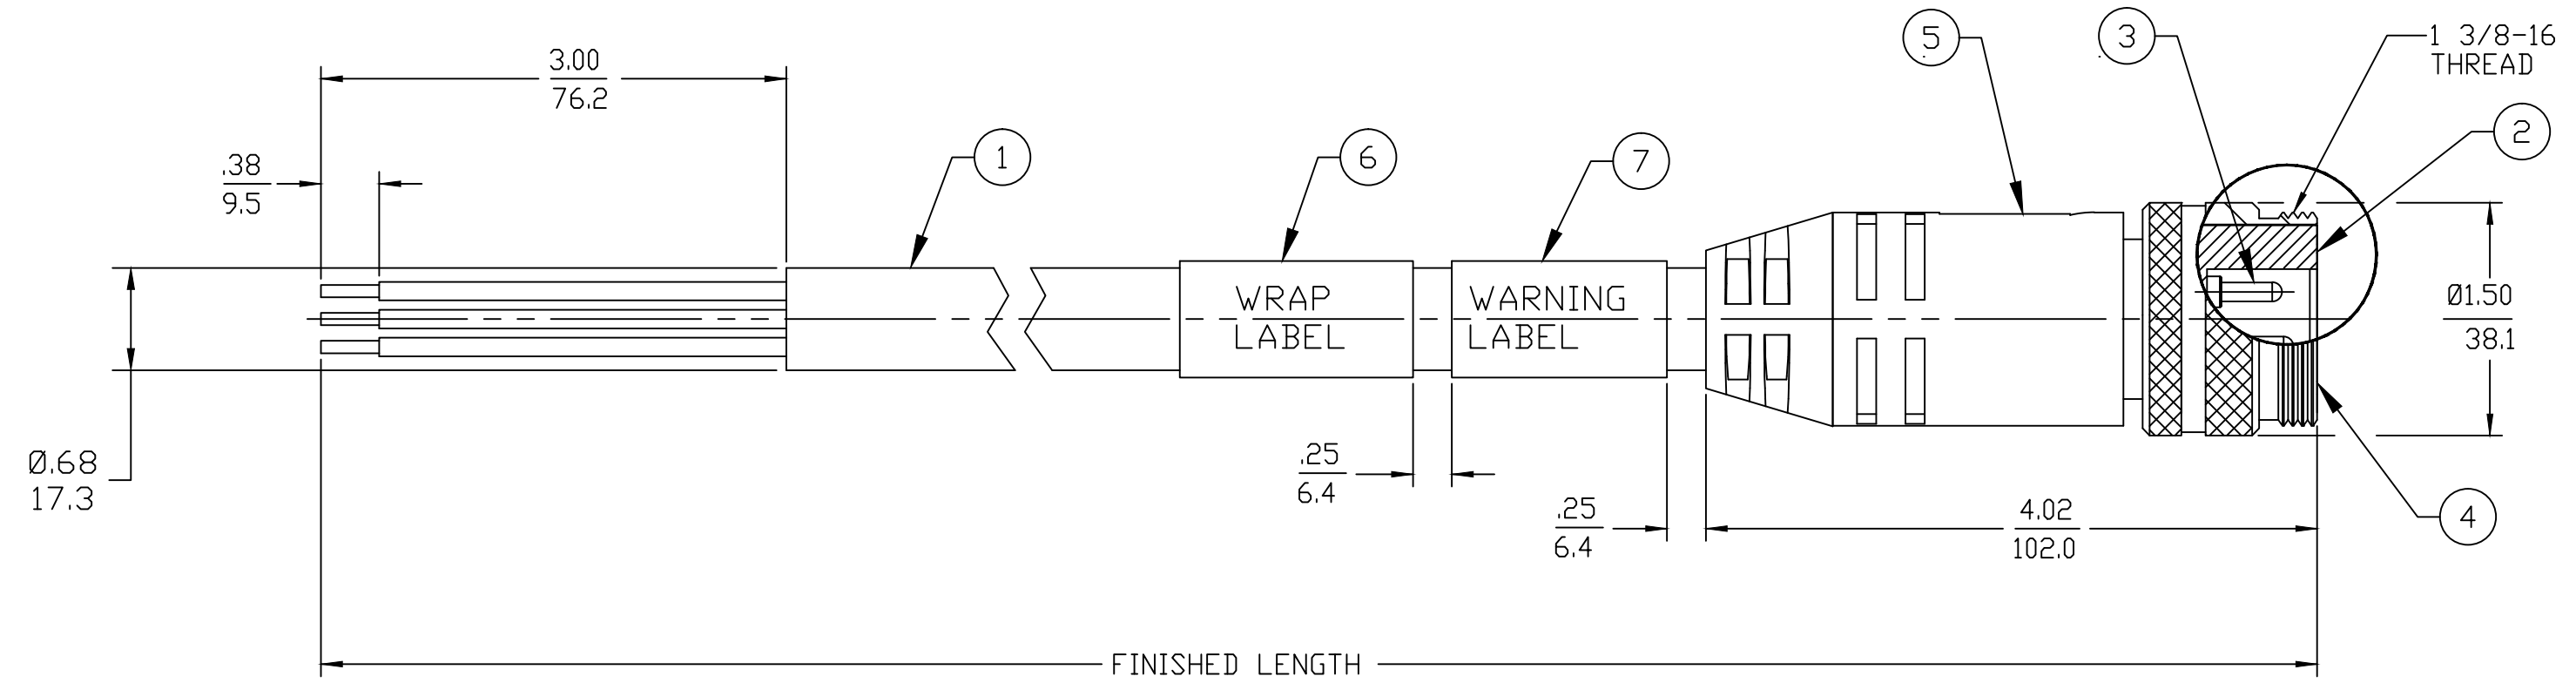 3.00
76.2
.38
9.5
1
6
7
5
3
1 3/8-16
THREAD
2
WRAP
LABEL
WARNING
LABEL
Ø1.50
38.1
Ø.68
17.3
.25
6.4
.25
6.4
4.02
102.0
4
FINISHED LENGTH